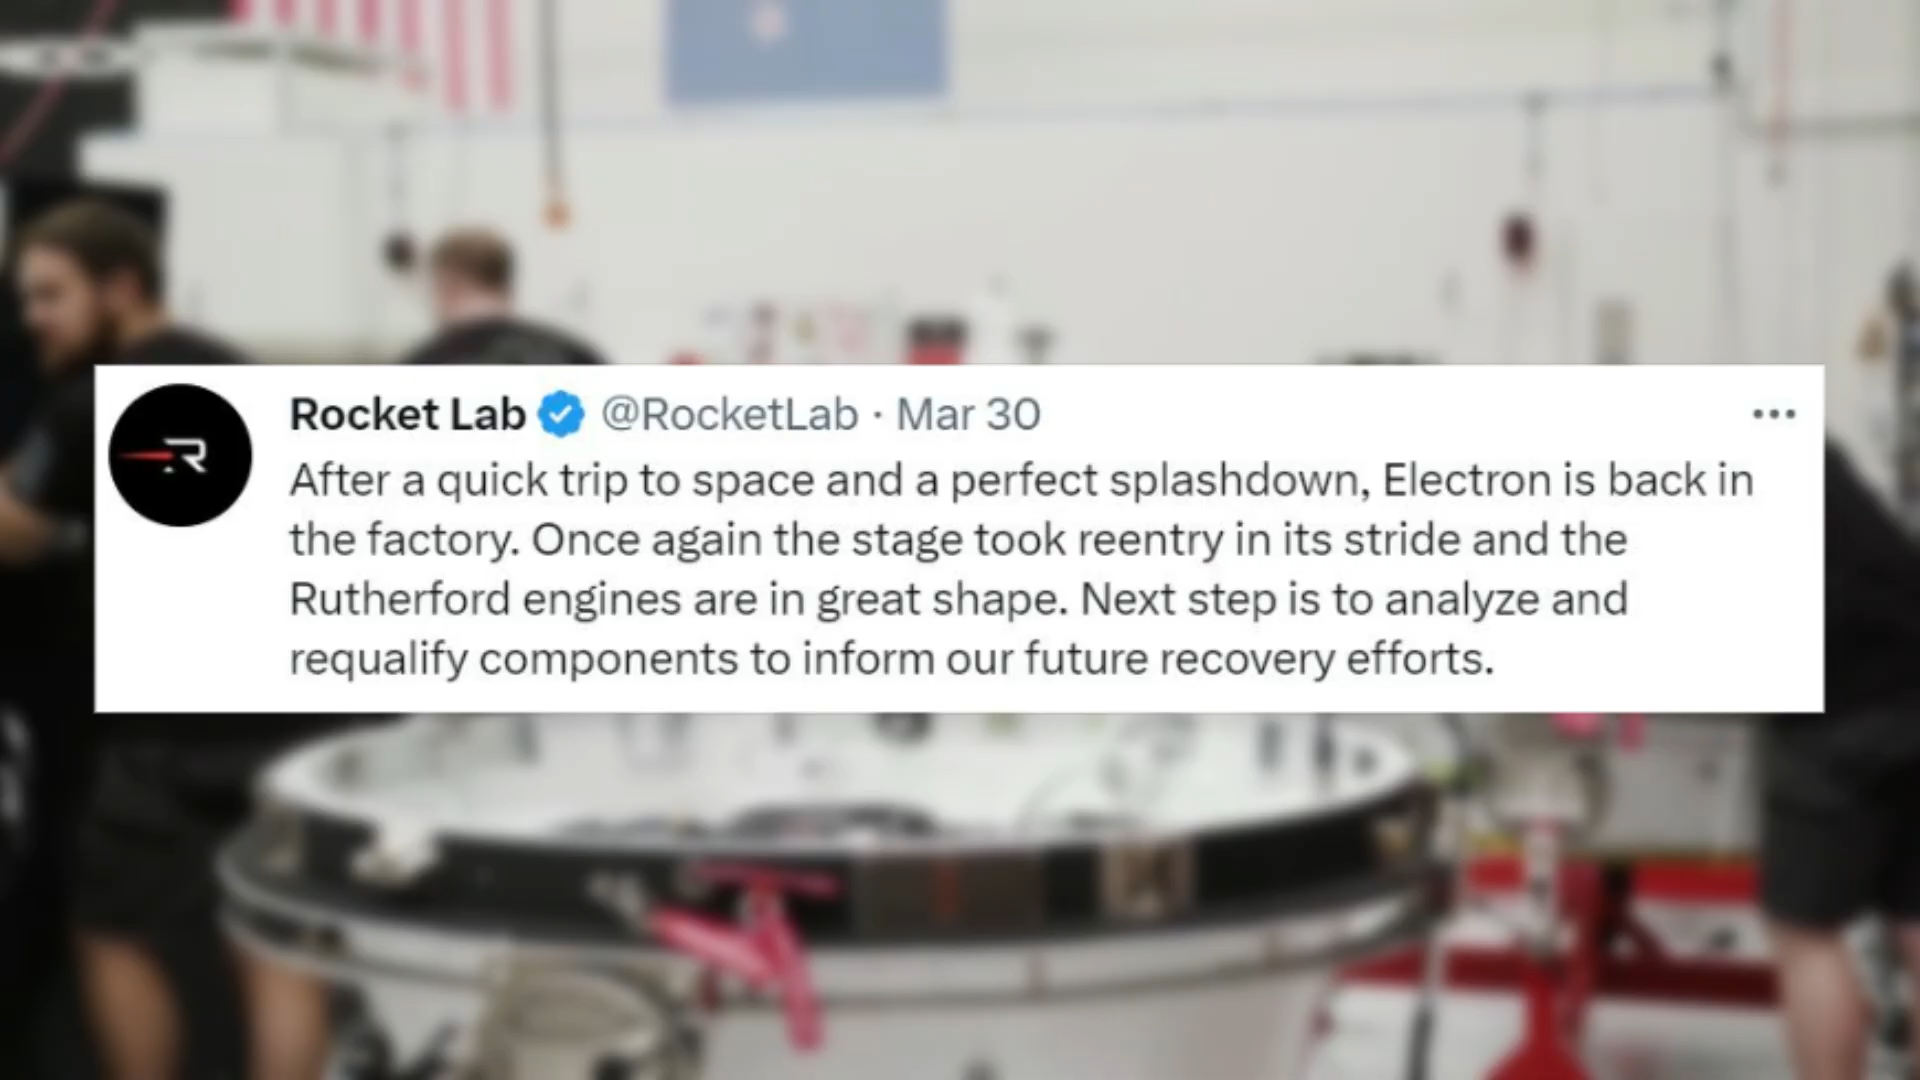 Rocket Lab @RocketLab · Mar 30
After a quick trip to space and a perfect splashdown, Electron is back in
the factory. Once again the stage took reentry in its stride and the
Rutherford engines are in great shape. Next step is to analyze and
requalify components to inform our future recovery efforts.